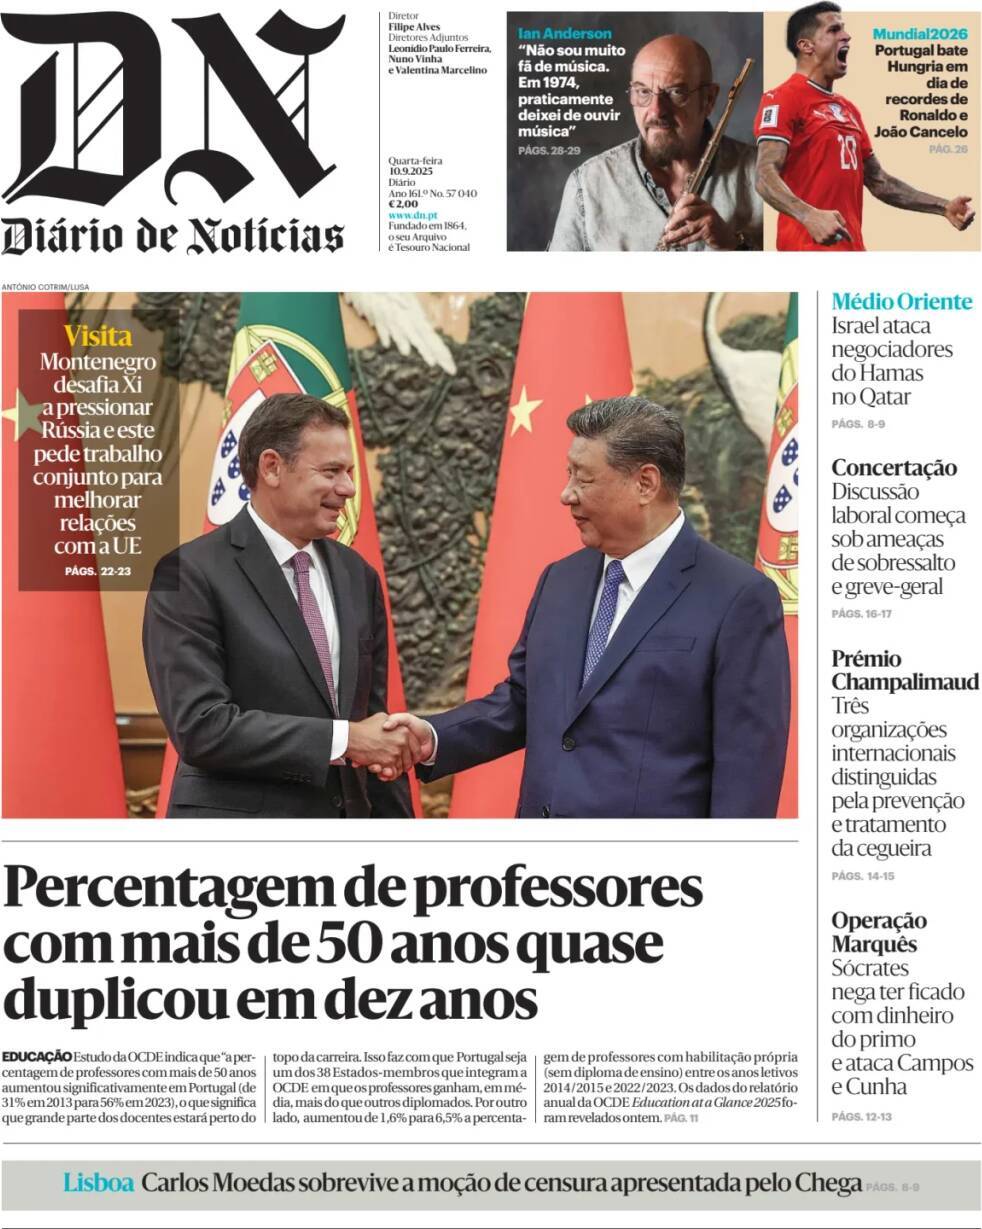 DN
Diário de Notícias
Diretor
Filipe Alves
Diretores Adjuntos
Leonídio Paulo Ferreira,
Nuno Vinha
e Valentina Marcelino
Quarta-feira
10.9.2025
Diário
Ano 161.º No. 57 040
€ 2,00
www.dn.pt
Fundado em 1864,
o seu Arquivo
é Tesouro Nacional
Ian Anderson
“Não sou muito
fã de música.
Em 1974,
praticamente
deixei de ouvir
música”
PÁGS. 28-29
Mundial2026
Portugal bate
Hungria em
dia de
recordes de
Ronaldo e
João Cancelo
PÁG. 26
20
ANTÓNIO COTRIM/LUSA
Visita
Montenegro
desafia Xi
a pressionar
Rússia e este
pede trabalho
conjunto para
melhorar
relações
com a UE
PÁGS. 22-23
Médio Oriente
Israel ataca
negociadores
do Hamas
no Qatar
PÁGS. 8-9
Concertação
Discussão
laboral começa
sob ameaças
de sobressalto
e greve-geral
PÁGS. 16-17
Prémio
Champalimaud
Três
organizações
internacionais
distinguidas
pela prevenção
e tratamento
da cegueira
PÁGS. 14-15
Operação
Marquês
Sócrates
nega ter ficado
com dinheiro
do primo
e ataca Campos
e Cunha
PÁGS. 12-13
Percentagem de professores
com mais de 50 anos quase
duplicou em dez anos
EDUCAÇÃO Estudo da OCDE indica que “a per-
centagem de professores com mais de 50 anos
aumentou significativamente em Portugal (de
31% em 2013 para 56% em 2023), o que significa
que grande parte dos docentes estará perto do
topo da carreira. Isso faz com que Portugal seja
um dos 38 Estados-membros que integram a
OCDE em que os professores ganham, em mé-
dia, mais do que outros diplomados. Por outro
lado, aumentou de 1,6% para 6,5% a percenta-
gem de professores com habilitação própria
(sem diploma de ensino) entre os anos letivos
2014/2015 e 2022/2023. Os dados do relatório
anual da OCDE Education at a Glance 2025 fo-
ram revelados ontem. PÁG. 11
Lisboa Carlos Moedas sobrevive a moção de censura apresentada pelo Chega PÁGS. 8-9